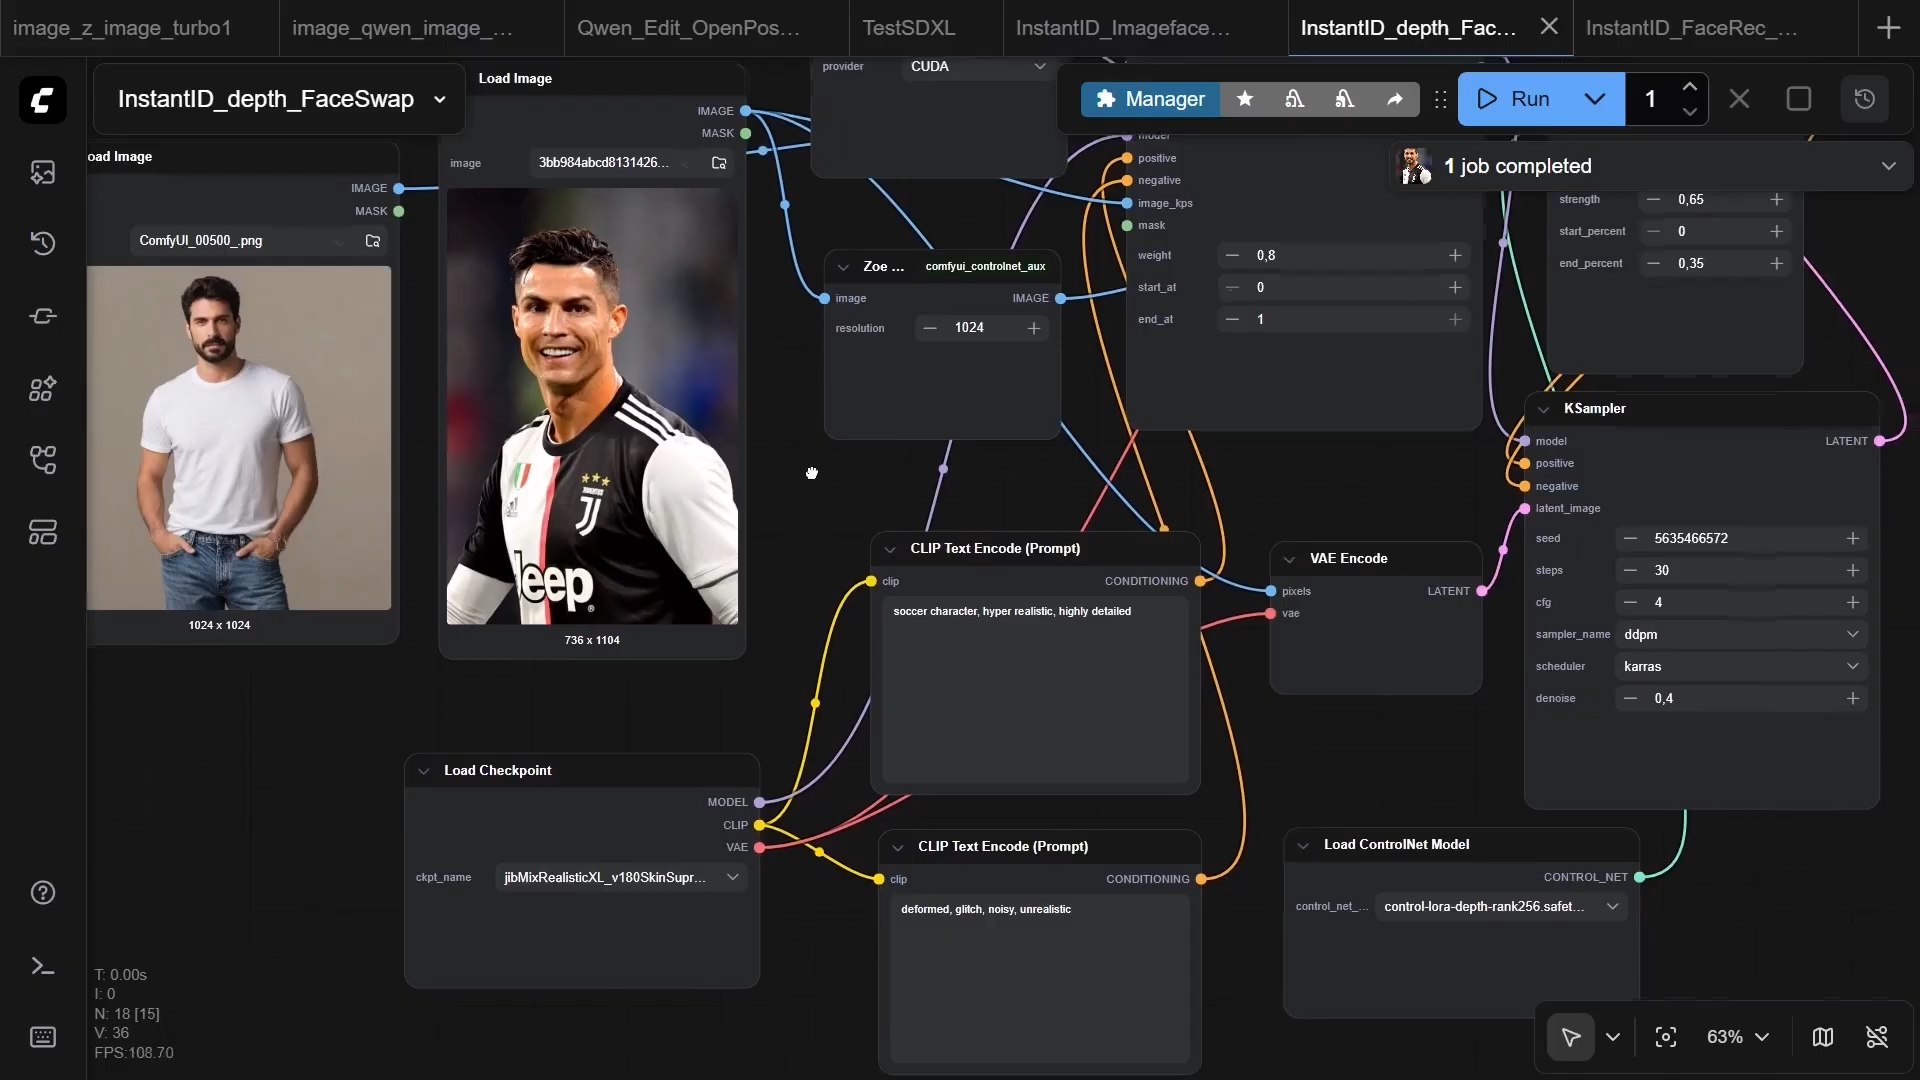 image_z_image_turbo1
image_qwen_image_...
Qwen_Edit_OpenPos...
TestSDXL
InstantID_Imageface...
InstantID_depth_Fac...
InstantID_FaceRec_...
InstantID_depth_FaceSwap
Load Image
IMAGE
MASK
image
3bb984abcd8131426...
736 x 1104
oad Image
IMAGE
MASK
ComfyUI_00500_.png
1024 x 1024
provider
CUDA
Manager
Run
1
1 job completed
model
positive
negative
image_kps
mask
weight
0,8
start_at
0
end_at
1
strength
0,65
start_percent
0
end_percent
0,35
Zoe ...
comfyui_controlnet_aux
image
IMAGE
resolution
1024
Jeep
KSampler
model
LATENT
positive
negative
latent_image
seed
5635466572
steps
30
cfg
4
sampler_name
ddpm
scheduler
karras
denoise
0,4
CLIP Text Encode (Prompt)
clip
CONDITIONING
soccer character, hyper realistic, highly detailed
VAE Encode
pixels
LATENT
vae
Load Checkpoint
MODEL
CLIP
VAE
ckpt_name
jibMixRealisticXL_v180SkinSupr...
CLIP Text Encode (Prompt)
clip
CONDITIONING
deformed, glitch, noisy, unrealistic
Load ControlNet Model
CONTROL_NET
control_net_...
control-lora-depth-rank256.safet...
T: 0.00s
I: 0
N: 18 [15]
V: 36
FPS:108.70
63%